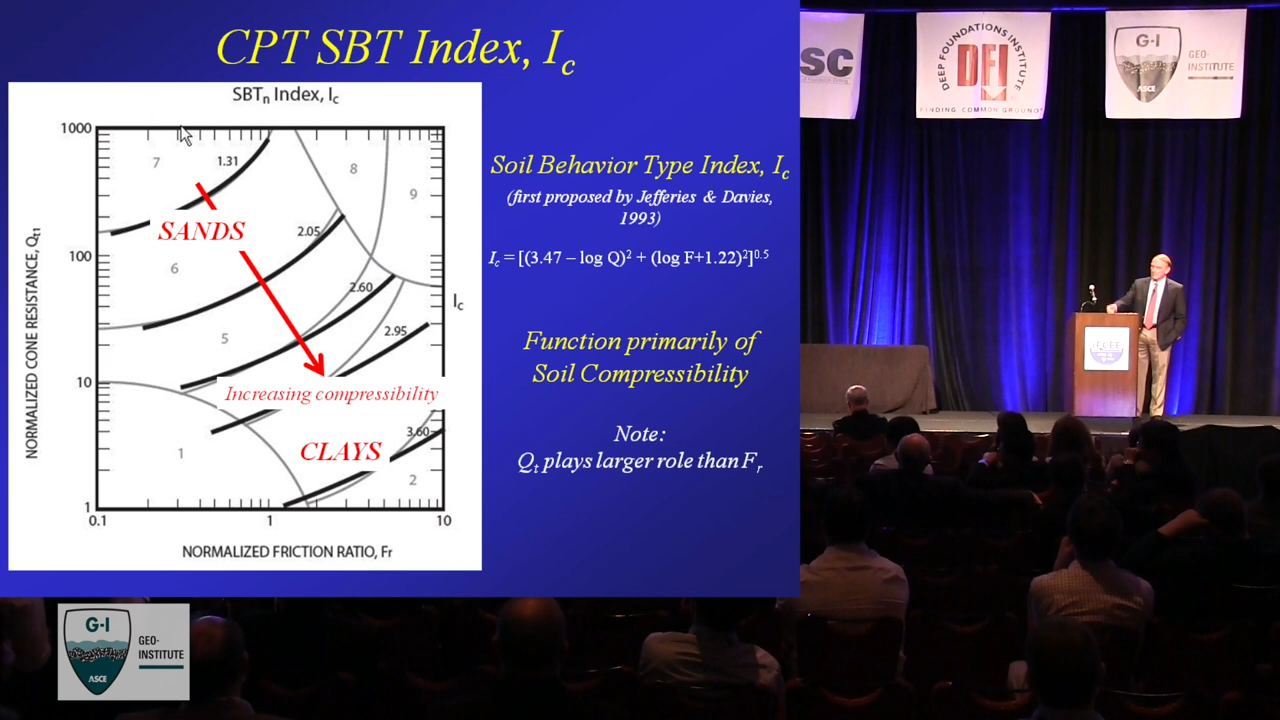 CPT SBT Index, Ic
SBTn Index, Ic
1000
100
10
1
0.1
1
10
7
1.31
8
9
SANDS
2.05
6
2.60
Ic
2.95
5
Increasing compressibility
3.60
1
CLAYS
2
NORMALIZED CONE RESISTANCE, Qt1
NORMALIZED FRICTION RATIO, Fr
Soil Behavior Type Index, Ic
(first proposed by Jefferies & Davies,
1993)
Ic = [(3.47 – log Q)2 + (log F+1.22)2]0.5
Function primarily of
Soil Compressibility
Note:
Qt plays larger role than Fr
SC
DEEP FOUNDATIONS INSTITUTE
DFI
FINDING COMMON GROUND
G-I
ASCE
GEO-
INSTITUTE
IFCEE
G-I
ASCE
GEO-
INSTITUTE